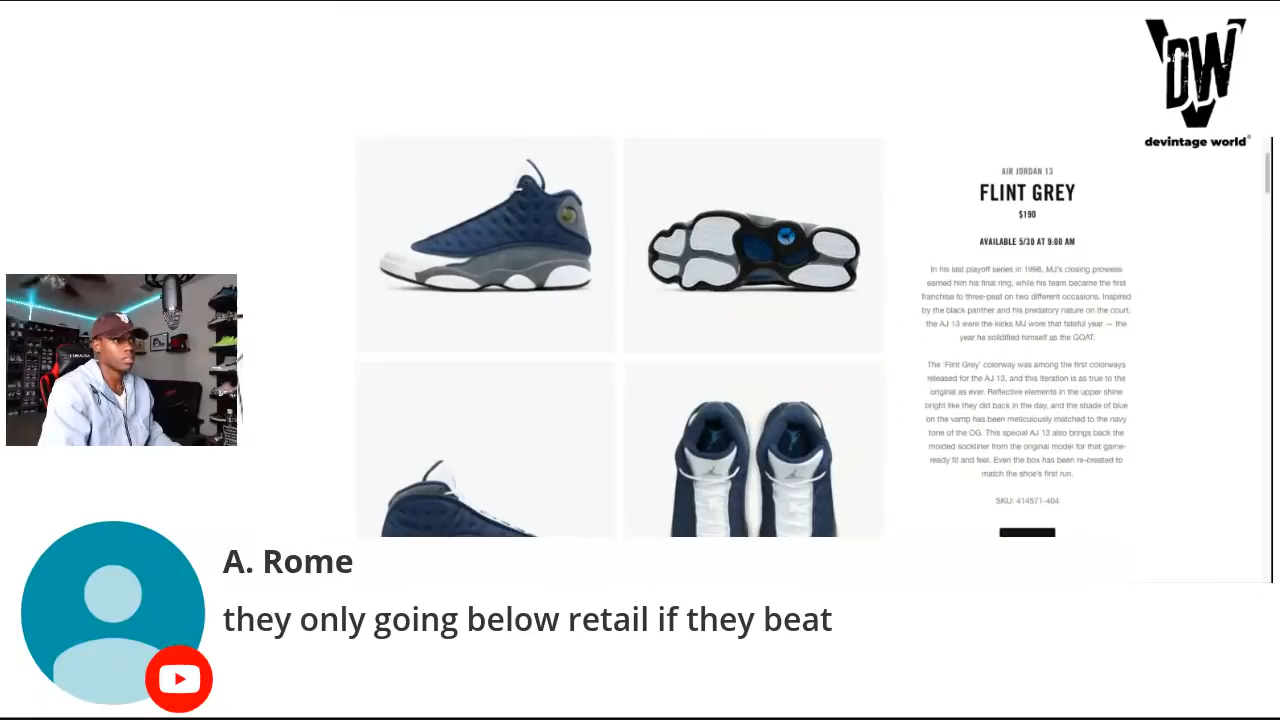 DW
devintage world®
AIR JORDAN 13
FLINT GREY
$190
AVAILABLE 5/30 AT 9:00 AM
In his last playoff series in 1998, MJ's closing prowess
earned him his final ring, while his team became the first
franchise to three-peat on two different occasions. Inspired
by the black panther and his predatory nature on the court,
the AJ 13 were the kicks MJ wore that fateful year — the
year he solidified himself as the GOAT.
The 'Flint Grey' colorway was among the first colorways
released for the AJ 13, and this iteration is as true to the
original as ever. Reflective elements in the upper shine
bright like they did back in the day, and the shade of blue
on the vamp has been meticulously matched to the navy
tone of the OG. This special AJ 13 also brings back the
molded sockliner from the original model for that game-
ready fit and feel. Even the box has been re-created to
match the shoe's first run.
SKU: 414571-404
A. Rome
they only going below retail if they beat